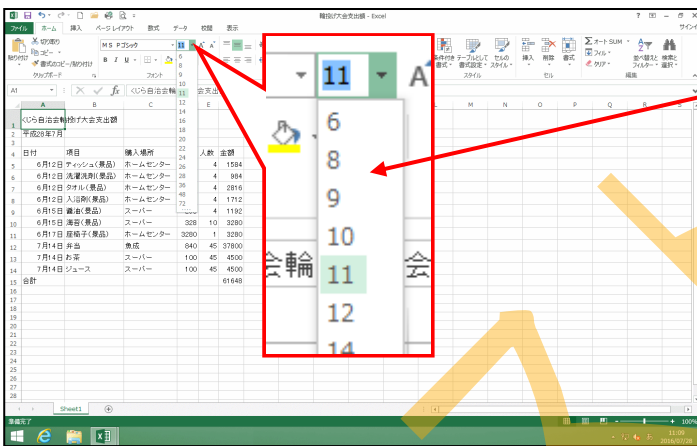 輪投げ大会支出額 - Excel
サインイン
ファイル ホーム 挿入 ページ レイアウト 数式 データ 校閲 表示
切り取り
コピー
書式のコピー/貼り付け
貼り付け
クリップボード
ＭＳ Ｐゴシック 11
B I U
フォント
条件付き書式 テーブルとして書式設定 セルのスタイル
スタイル
挿入 削除 書式
セル
Σ オート SUM
フィル
クリア
並べ替えと フィルター
検索と 選択
編集
A1 fx
A B C E M N O P Q R S
くじら自治会輪投げ大会支出額
平成28年7月
日付 項目 購入場所 人数 金額
6月12日 ティッシュ(景品) ホームセンター 4 1584
6月12日 洗濯洗剤(景品) ホームセンター 4 984
6月12日 タオル(景品) ホームセンター 4 2816
6月12日 入浴剤(景品) ホームセンター 4 1712
6月15日 醤油(景品) スーパー 4 1192
6月15日 海苔(景品) スーパー 328 10 3280
6月17日 座椅子(景品) ホームセンター 3280 1 3280
7月14日 弁当 魚成 840 45 37800
7月14日 お茶 スーパー 100 45 4500
7月14日 ジュース スーパー 100 45 4500
合計 61648
6
8
9
10
11
12
14
16
18
20
22
24
26
28
36
48
72
11 A
6
8
9
10
会輪 11 会
12
14
Sheet1
準備完了
100%
11:09
2016/07/28